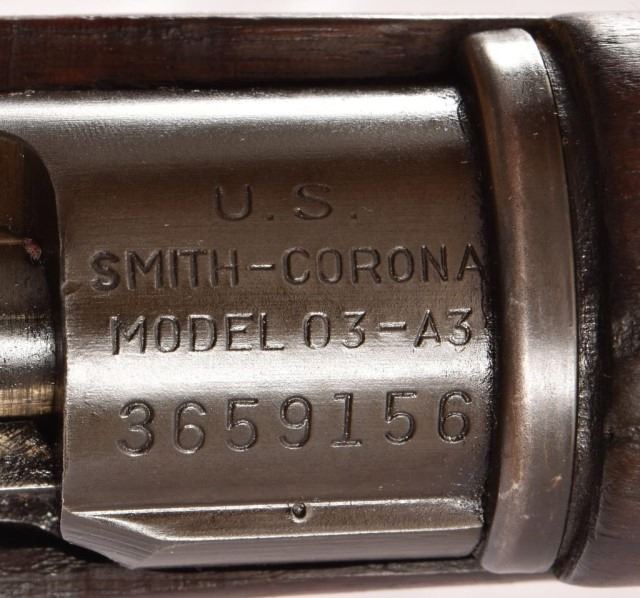 U.S.
SMITH-CORONA
MODEL 03-A3
3659156